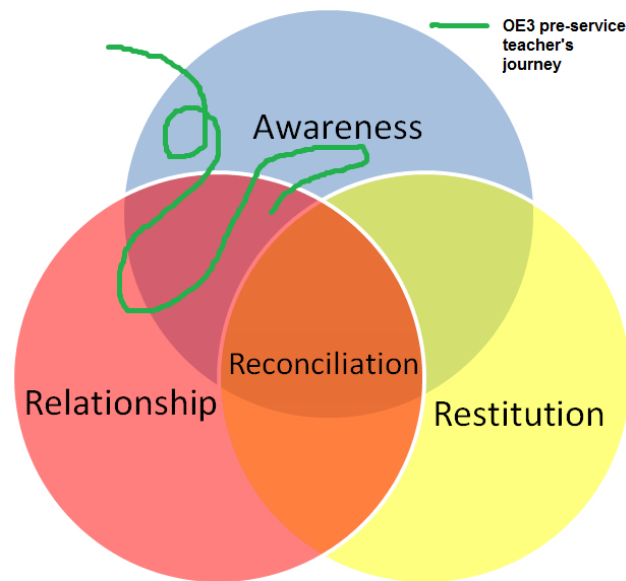 OE3 pre-service
teacher's
journey
Awareness
Reconciliation
Relationship
Restitution